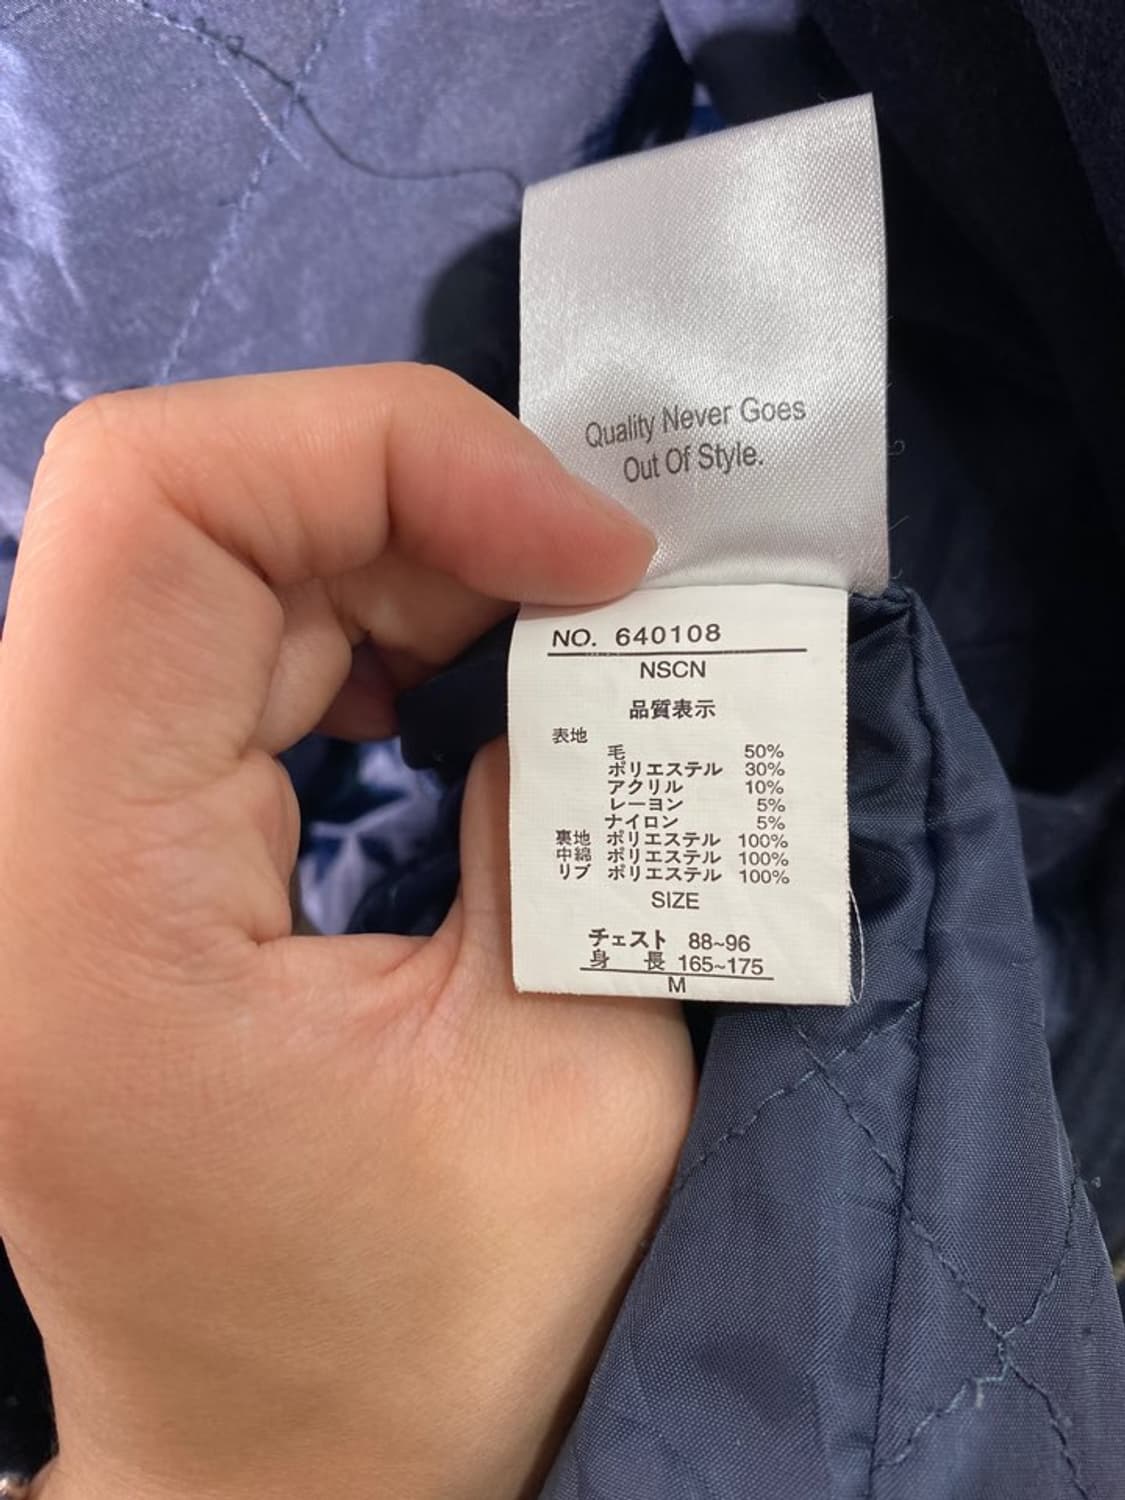 Quality Never Goes
Out Of Style.
NO. 640108
NSCN
品質表示
表地
毛 50%
ポリエステル 30%
アクリル 10%
レーヨン 5%
ナイロン 5%
裏地 ポリエステル 100%
中綿 ポリエステル 100%
リブ ポリエステル 100%
SIZE
チェスト 88~96
身 長 165~175
M